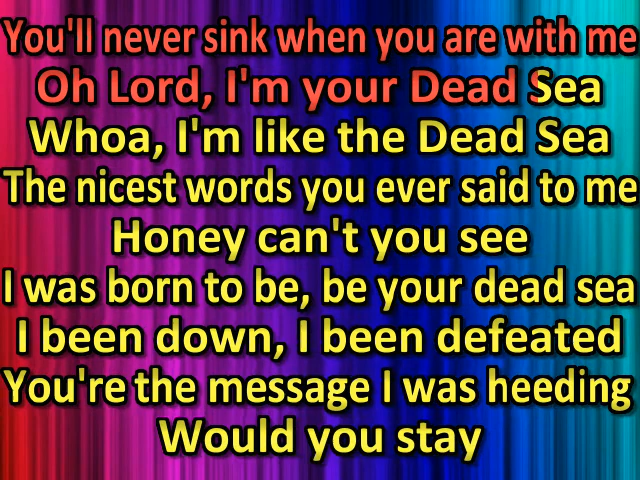 You'll never sink when you are with me
Oh Lord, I'm your Dead Sea
Whoa, I'm like the Dead Sea
The nicest words you ever said to me
Honey can't you see
I was born to be, be your dead sea
I been down, I been defeated
You're the message I was heeding
Would you stay